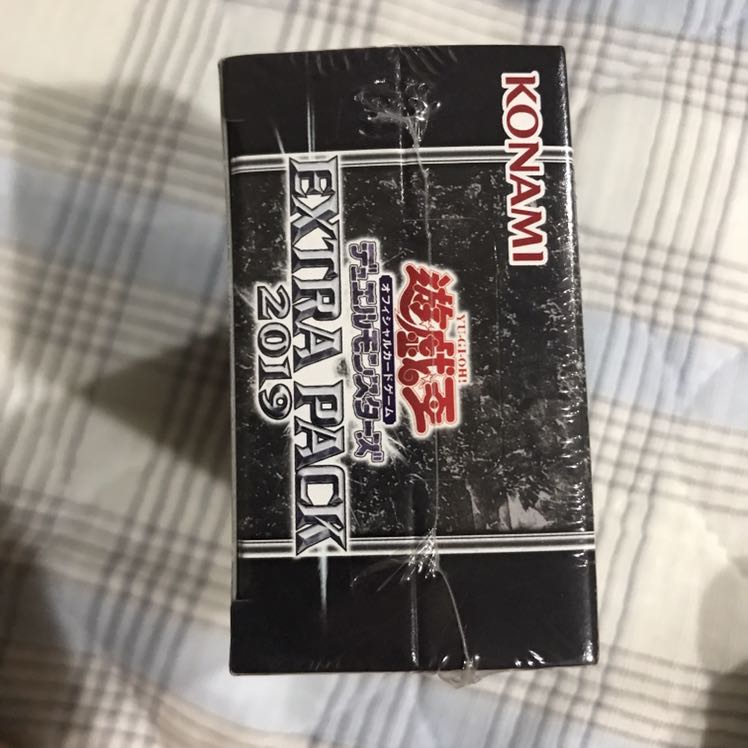 KONAMI
YU-GI-OH!
遊戯王
オフィシャルカードゲーム
デュエルモンスターズ
EXTRA PACK
2019